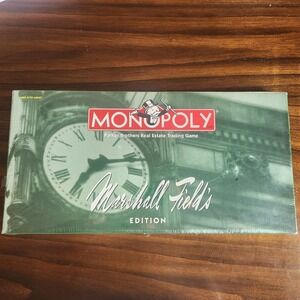 MONOPOLY
Parker Brothers Real Estate Trading Game
Marshall Field's
EDITION